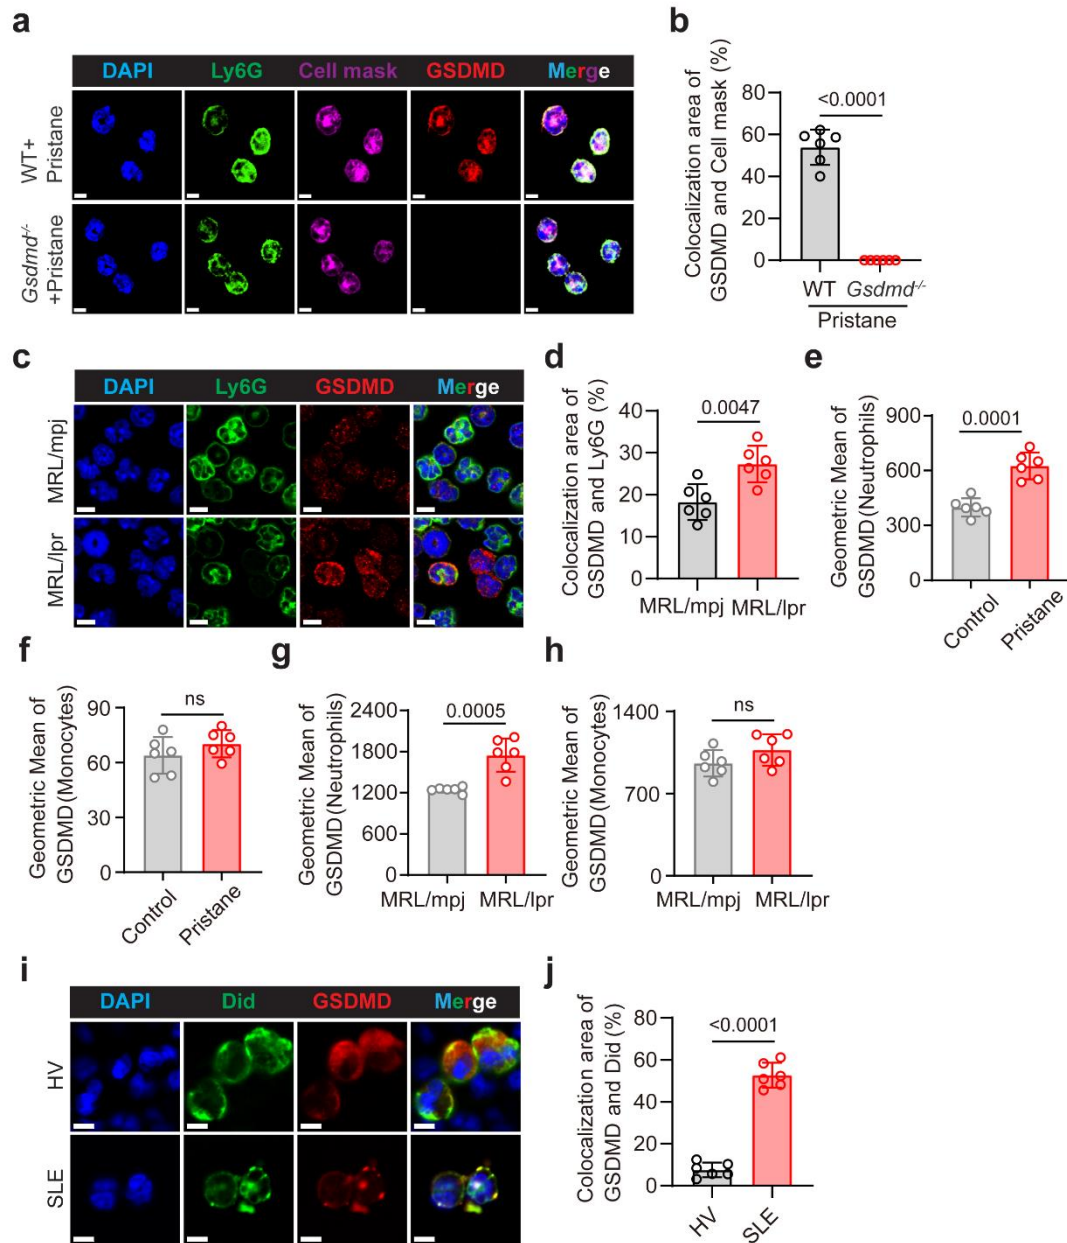 a
DAPI Ly6G Cell mask GSDMD Merge
WT+
Pristane
Gsdmd-/-
+Pristane
b
Colocalization area of
GSDMD and Cell mask (%)
80
60
40
20
0
<0.0001
WT Gsdmd-/-
Pristane
c
DAPI Ly6G GSDMD Merge
MRL/mpj
MRL/lpr
d
Colocalization area of
GSDMD and Ly6G (%)
40
30
20
10
0
0.0047
MRL/mpj MRL/lpr
e
Geometric Mean of
GSDMD (Neutrophils)
900
600
300
0
0.0001
Control Pristane
f
Geometric Mean of
GSDMD (Monocytes)
90
60
30
0
ns
Control Pristane
g
Geometric Mean of
GSDMD (Neutrophils)
2400
1800
1200
600
0
0.0005
MRL/mpj MRL/lpr
h
Geometric Mean of
GSDMD (Monocytes)
1400
700
0
ns
MRL/mpj MRL/lpr
i
DAPI Did GSDMD Merge
HV
SLE
j
Colocalization area of
GSDMD and Did (%)
80
60
40
20
0
<0.0001
HV SLE